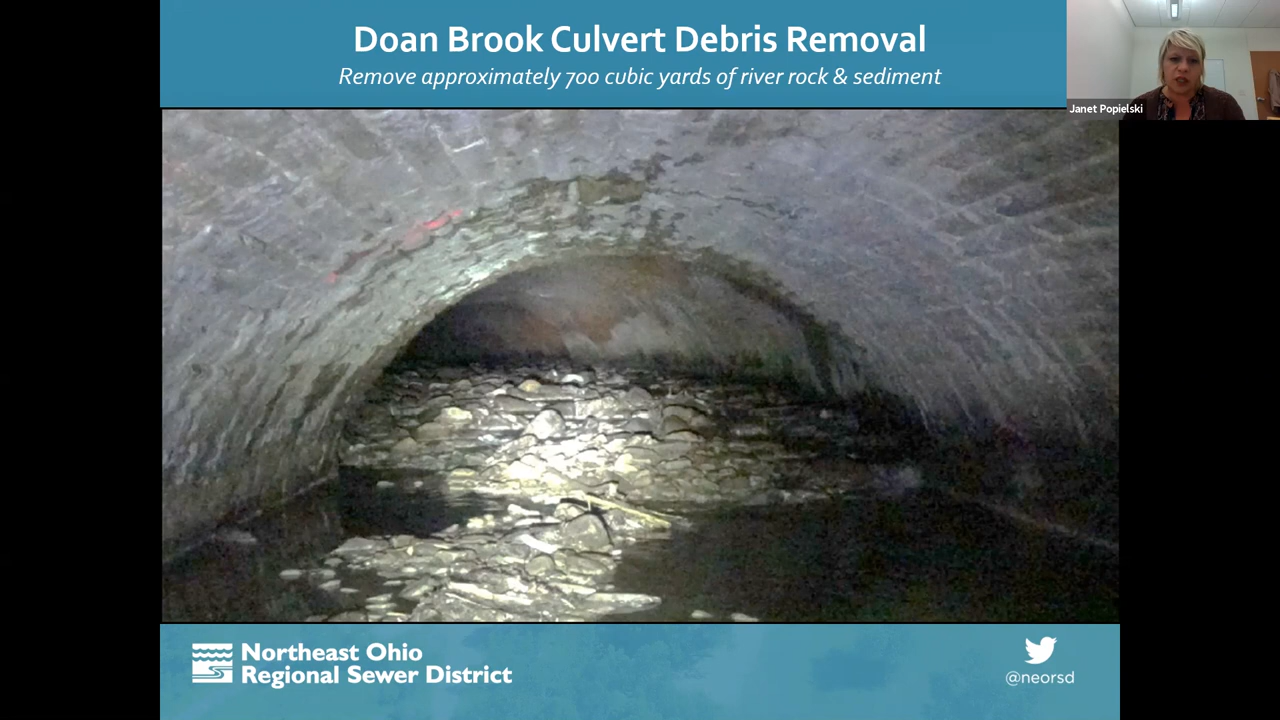 Doan Brook Culvert Debris Removal
Remove approximately 700 cubic yards of river rock & sediment
Janet Popielski
Northeast Ohio
Regional Sewer District
@neorsd